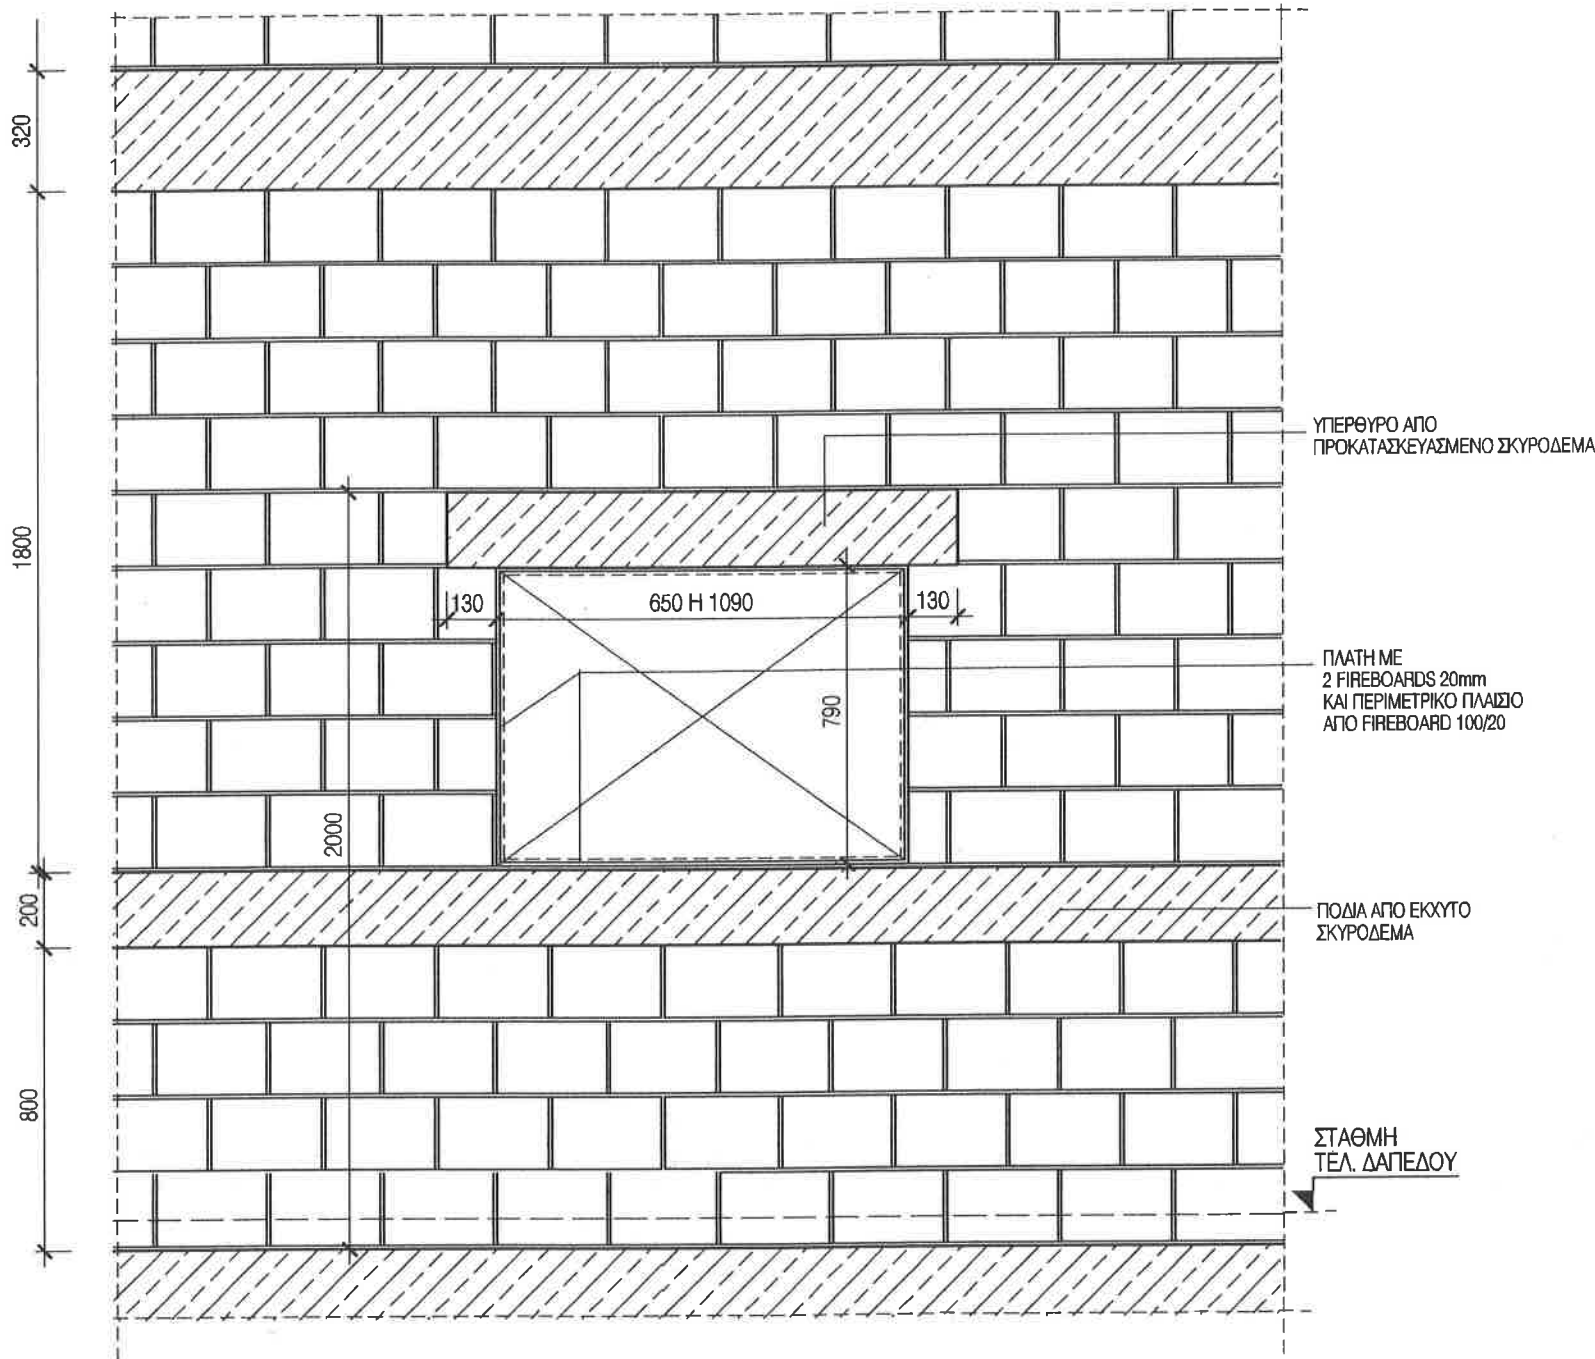 320
1800
200
800
2000
ΥΠΕΡΘΥΡΟ ΑΠΟ
ΠΡΟΚΑΤΑΣΚΕΥΑΣΜΕΝΟ ΣΚΥΡΟΔΕΜΑ
130
650 Η 1090
130
790
ΠΛΑΤΗ ΜΕ
2 FIREBOARDS 20mm
ΚΑΙ ΠΕΡΙΜΕΤΡΙΚΟ ΠΛΑΙΣΙΟ
ΑΠΟ FIREBOARD 100/20
ΠΟΔΙΑ ΑΠΟ ΕΚΧΥΤΟ
ΣΚΥΡΟΔΕΜΑ
ΣΤΑΘΜΗ
ΤΕΛ. ΔΑΠΕΔΟΥ